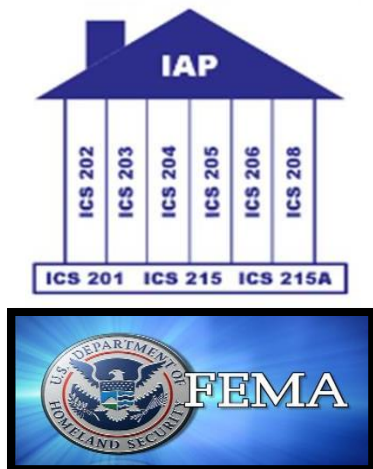 IAP
ICS 202
ICS 203
ICS 204
ICS 205
ICS 206
ICS 208
ICS 201 ICS 215 ICS 215A
U.S. DEPARTMENT OF
HOMELAND SECURITY
FEMA